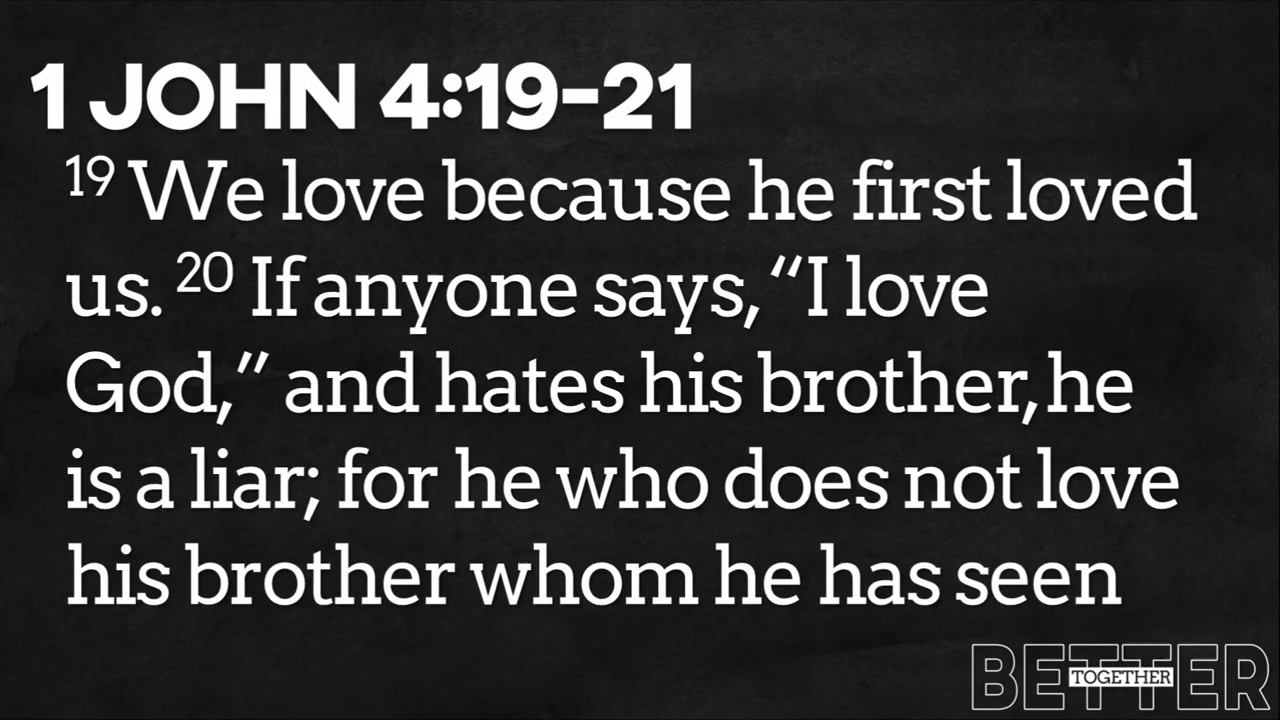 1 JOHN 4:19-21
19 We love because he first loved
us. 20 If anyone says, “I love
God,” and hates his brother, he
is a liar; for he who does not love
his brother whom he has seen
BETTER
TOGETHER